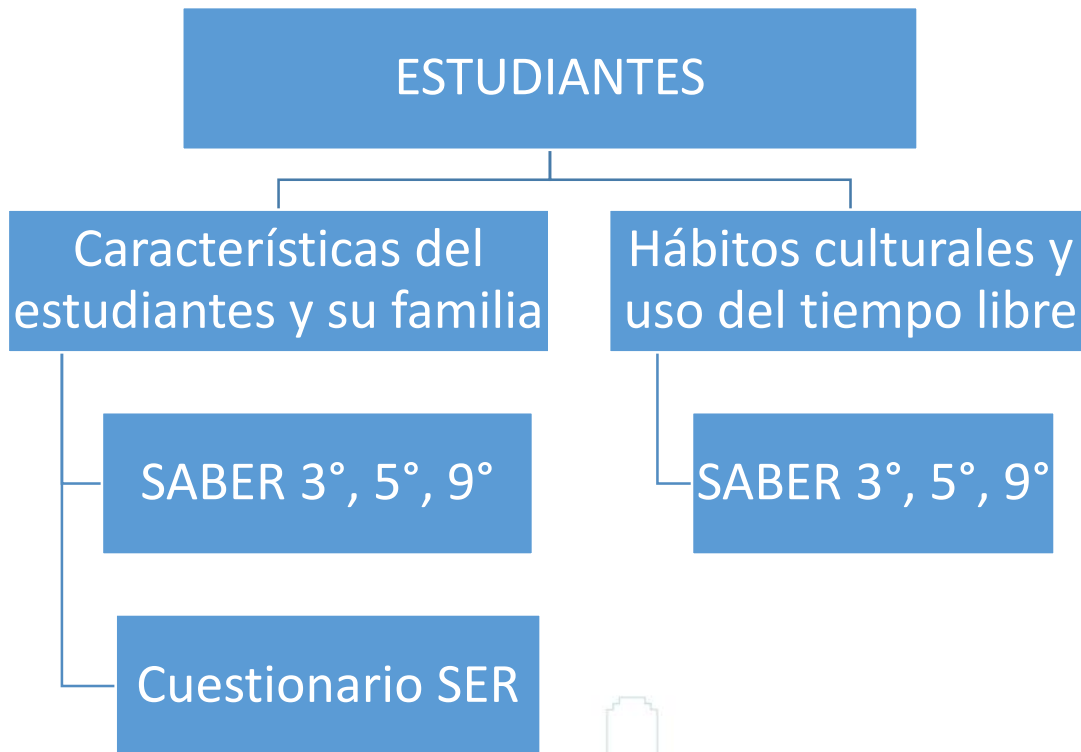 ESTUDIANTES
Características del
estudiantes y su familia
Hábitos culturales y
uso del tiempo libre
SABER 3°, 5°, 9°
SABER 3°, 5°, 9°
Cuestionario SER